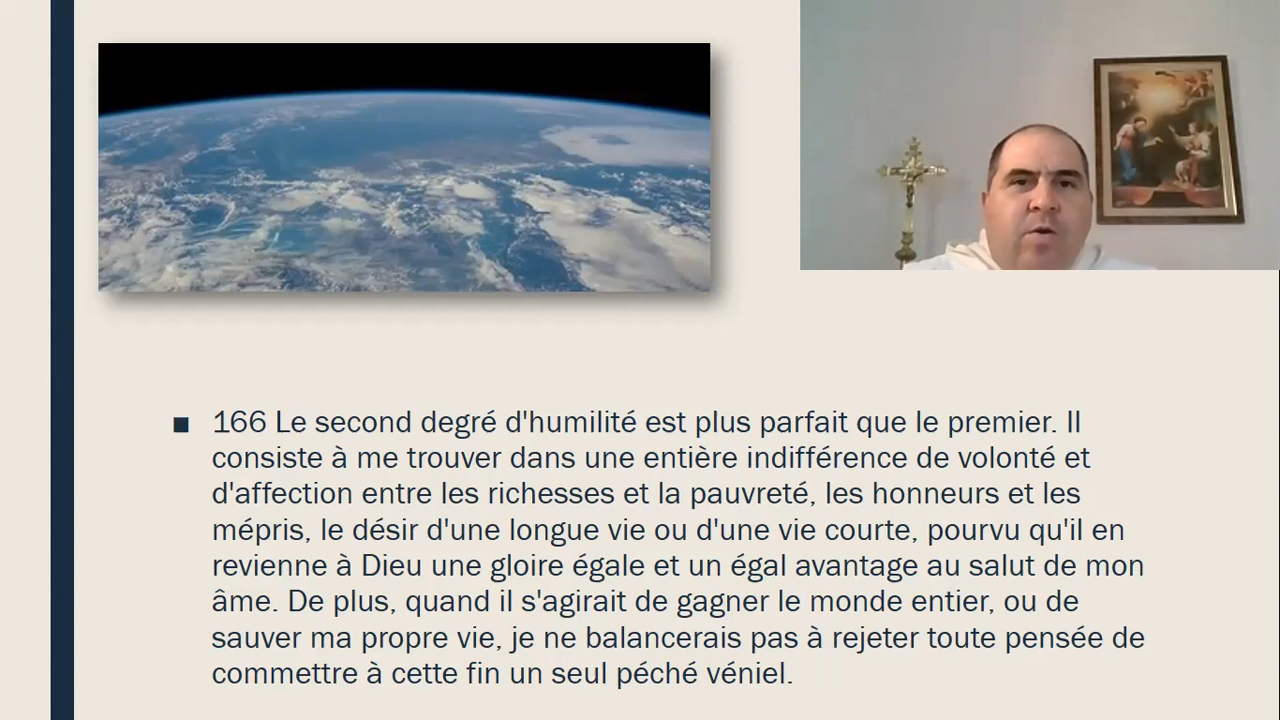 166 Le second degré d'humilité est plus parfait que le premier. Il
consiste à me trouver dans une entière indifférence de volonté et
d'affection entre les richesses et la pauvreté, les honneurs et les
mépris, le désir d'une longue vie ou d'une vie courte, pourvu qu'il en
revienne à Dieu une gloire égale et un égal avantage au salut de mon
âme. De plus, quand il s'agirait de gagner le monde entier, ou de
sauver ma propre vie, je ne balancerais pas à rejeter toute pensée de
commettre à cette fin un seul péché véniel.